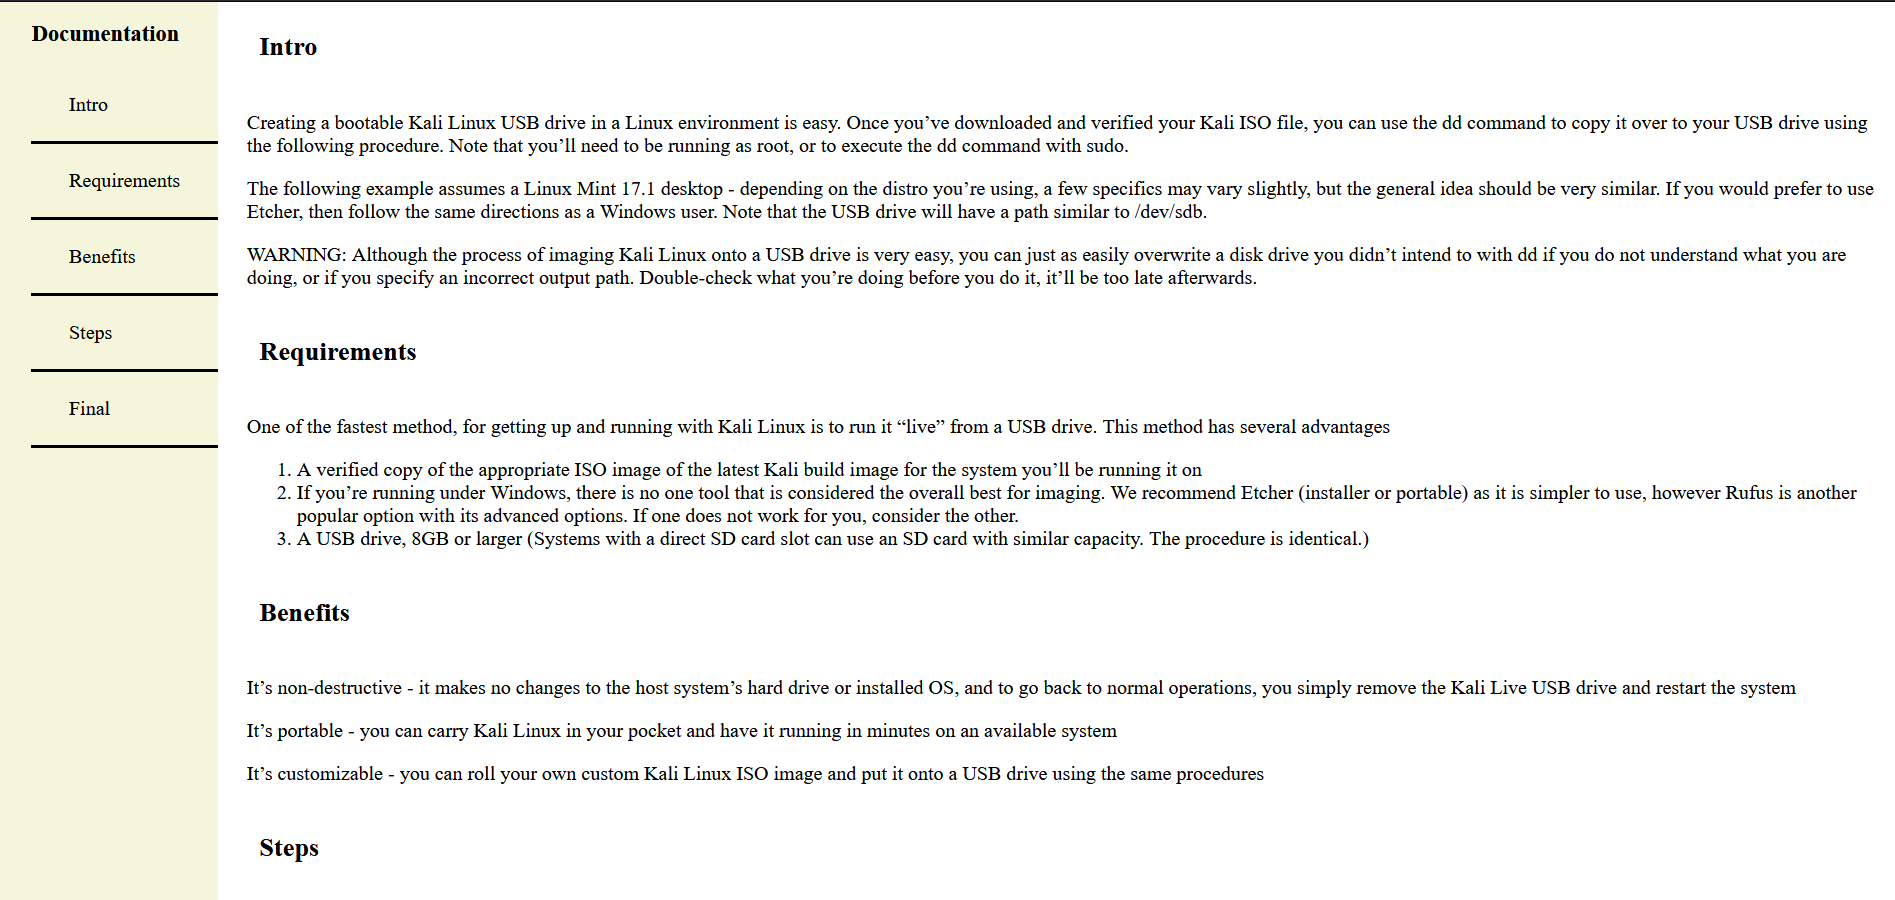 Documentation
Intro
Requirements
Benefits
Steps
Final
Intro
Creating a bootable Kali Linux USB drive in a Linux environment is easy. Once you’ve downloaded and verified your Kali ISO file, you can use the dd command to copy it over to your USB drive using
the following procedure. Note that you’ll need to be running as root, or to execute the dd command with sudo.
The following example assumes a Linux Mint 17.1 desktop - depending on the distro you’re using, a few specifics may vary slightly, but the general idea should be very similar. If you would prefer to use
Etcher, then follow the same directions as a Windows user. Note that the USB drive will have a path similar to /dev/sdb.
WARNING: Although the process of imaging Kali Linux onto a USB drive is very easy, you can just as easily overwrite a disk drive you didn’t intend to with dd if you do not understand what you are
doing, or if you specify an incorrect output path. Double-check what you’re doing before you do it, it’ll be too late afterwards.
Requirements
One of the fastest method, for getting up and running with Kali Linux is to run it “live” from a USB drive. This method has several advantages
1. A verified copy of the appropriate ISO image of the latest Kali build image for the system you’ll be running it on
2. If you’re running under Windows, there is no one tool that is considered the overall best for imaging. We recommend Etcher (installer or portable) as it is simpler to use, however Rufus is another
popular option with its advanced options. If one does not work for you, consider the other.
3. A USB drive, 8GB or larger (Systems with a direct SD card slot can use an SD card with similar capacity. The procedure is identical.)
Benefits
It’s non-destructive - it makes no changes to the host system’s hard drive or installed OS, and to go back to normal operations, you simply remove the Kali Live USB drive and restart the system
It’s portable - you can carry Kali Linux in your pocket and have it running in minutes on an available system
It’s customizable - you can roll your own custom Kali Linux ISO image and put it onto a USB drive using the same procedures
Steps